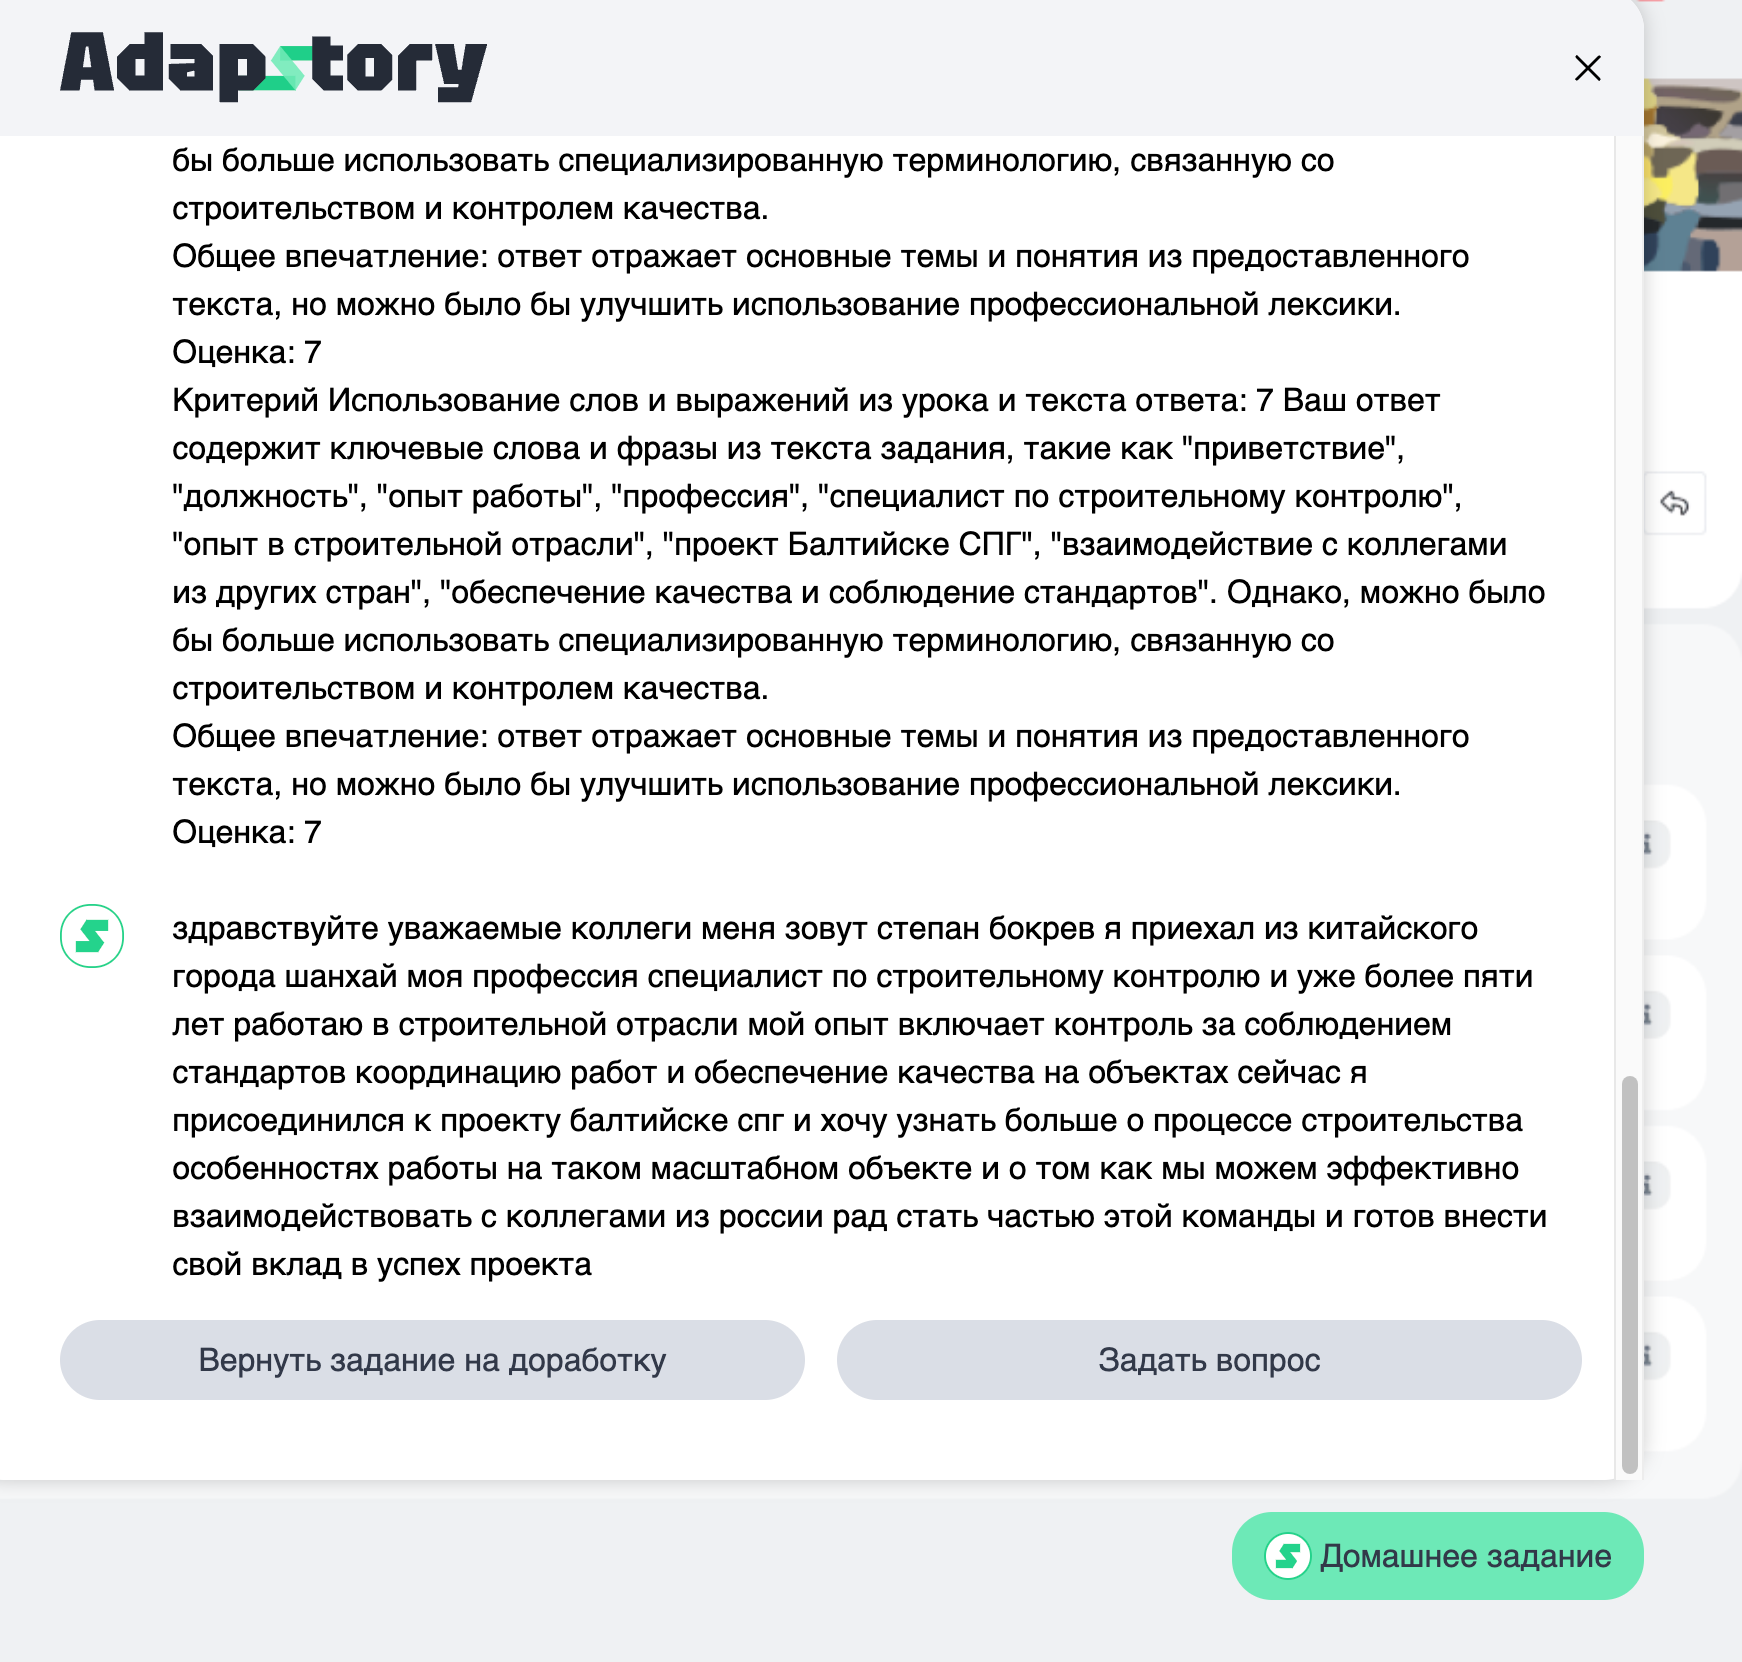 Adapstory
бы больше использовать специализированную терминологию, связанную со
строительством и контролем качества.
Общее впечатление: ответ отражает основные темы и понятия из предоставленного
текста, но можно было бы улучшить использование профессиональной лексики.
Оценка: 7
Критерий Использование слов и выражений из урока и текста ответа: 7 Ваш ответ
содержит ключевые слова и фразы из текста задания, такие как "приветствие",
"должность", "опыт работы", "профессия", "специалист по строительному контролю",
"опыт в строительной отрасли", "проект Балтийске СПГ", "взаимодействие с коллегами
из других стран", "обеспечение качества и соблюдение стандартов". Однако, можно было
бы больше использовать специализированную терминологию, связанную со
строительством и контролем качества.
Общее впечатление: ответ отражает основные темы и понятия из предоставленного
текста, но можно было бы улучшить использование профессиональной лексики.
Оценка: 7
здравствуйте уважаемые коллеги меня зовут степан бокрев я приехал из китайского
города шанхай моя профессия специалист по строительному контролю и уже более пяти
лет работаю в строительной отрасли мой опыт включает контроль за соблюдением
стандартов координацию работ и обеспечение качества на объектах сейчас я
присоединился к проекту балтийске спг и хочу узнать больше о процессе строительства
особенностях работы на таком масштабном объекте и о том как мы можем эффективно
взаимодействовать с коллегами из россии рад стать частью этой команды и готов внести
свой вклад в успех проекта
Вернуть задание на доработку
Задать вопрос
Домашнее задание